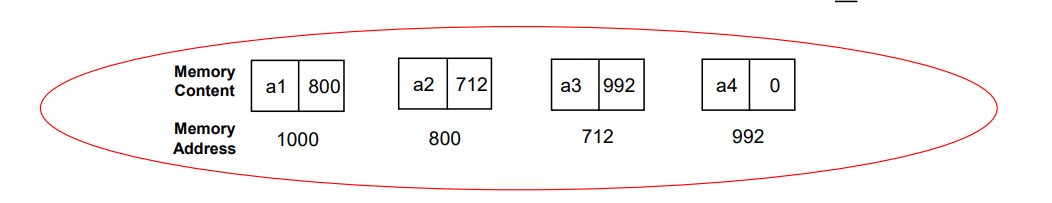 Memory Content a1 800 a2 712 a3 992 a4 0
Memory Address 1000 800 712 992